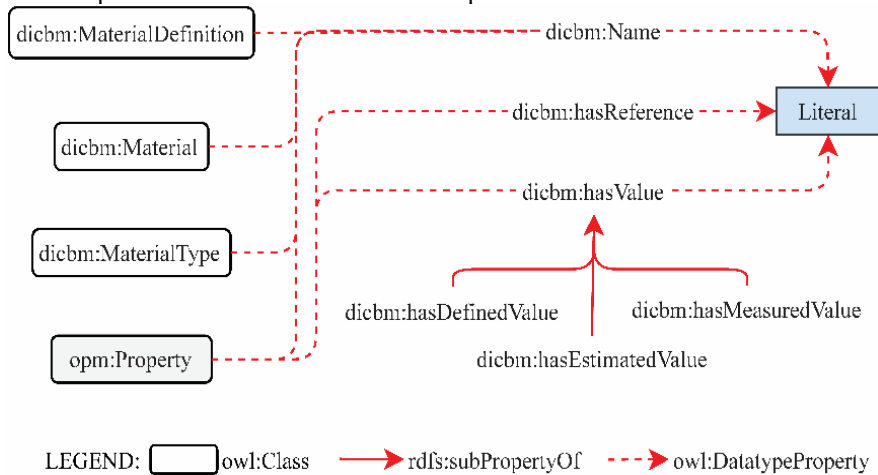 dicbm:MaterialDefinition
dicbm:Name
dicbm:hasReference
Literal
dicbm:Material
dicbm:hasValue
dicbm:MaterialType
dicbm:hasDefinedValue
dicbm:hasMeasuredValue
opm:Property
dicbm:hasEstimatedValue
LEGEND: owl:Class rdfs:subPropertyOf owl:DatatypeProperty